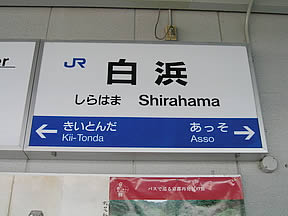 er
JR
白浜
しらはま Shirahama
きいとんだ あっそ
Kii-Tonda Asso